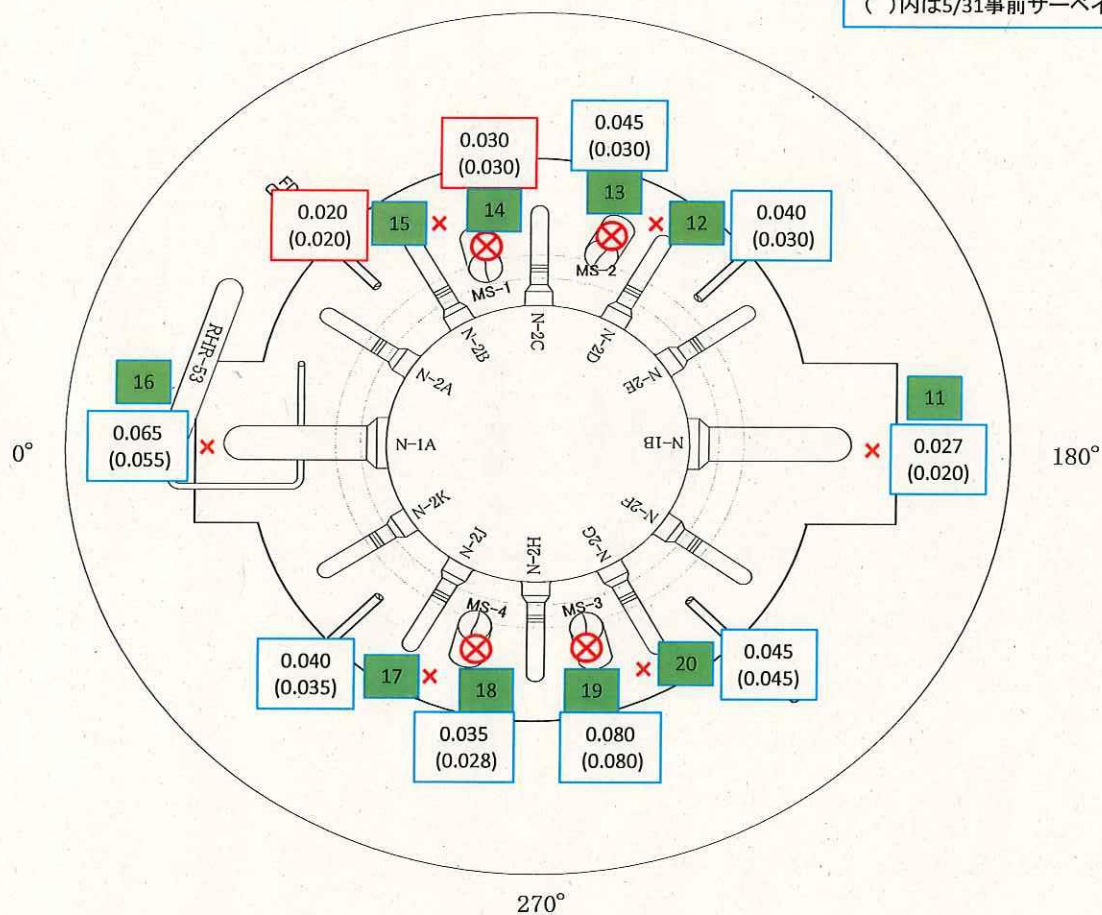 ( )内は5/31事前サーベイ
0.045
(0.030)
0.030
(0.030)
13
14
0.020
(0.020)
15
12
0.040
(0.030)
MS-1
MS-2
N-2C
N-2B
N-2D
RHR-53
N-2A
N-2E
16
11
0.065
(0.055)
0.027
(0.020)
0°
N-1A
N-1B
180°
N-2K
N-2F
N-2J
N-2H
N-2G
MS-4
MS-3
0.040
(0.035)
17
18
19
20
0.045
(0.045)
0.035
(0.028)
0.080
(0.080)
270°